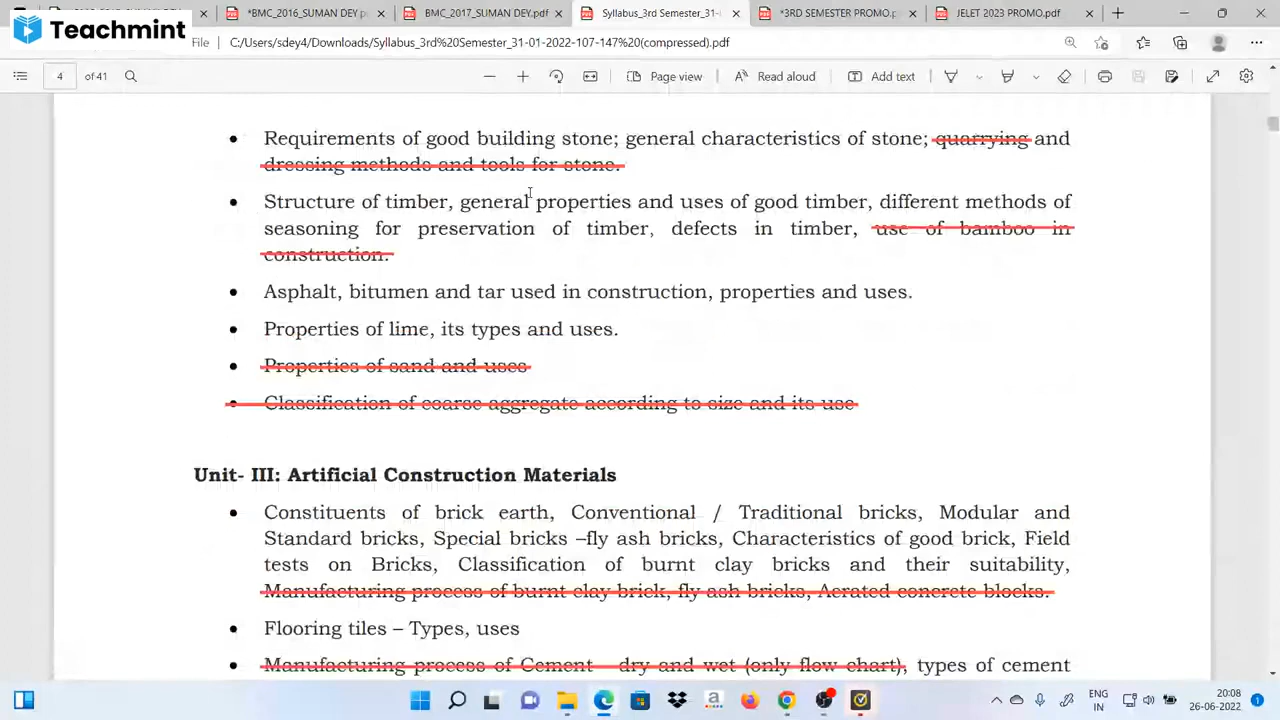 Teachmint
*BMC_2016_SUMAN DEY.p
BMC_2017_SUMAN DEY.pdf
Syllabus_3rd Semester_31-
*3RD SEMESTER PROMO.p
JELET 2020 EXAM.pdf
File C:/Users/sdey4/Downloads/Syllabus_3rd%20Semester_31-01-2022-107-147%20(compressed).pdf
4 of 41 Page view Read aloud Add text
• Requirements of good building stone; general characteristics of stone; quarrying and
dressing methods and tools for stone.
• Structure of timber, general properties and uses of good timber, different methods of
seasoning for preservation of timber, defects in timber, use of bamboo in
construction.
• Asphalt, bitumen and tar used in construction, properties and uses.
• Properties of lime, its types and uses.
• Properties of sand and uses
• Classification of coarse aggregate according to size and its use
Unit- III: Artificial Construction Materials
• Constituents of brick earth, Conventional / Traditional bricks, Modular and
Standard bricks, Special bricks –fly ash bricks, Characteristics of good brick, Field
tests on Bricks, Classification of burnt clay bricks and their suitability,
Manufacturing process of burnt clay brick, fly ash bricks, Aerated concrete blocks.
• Flooring tiles – Types, uses
• Manufacturing process of Cement dry and wet (only flow chart), types of cement
ENG
IN
20:08
26-06-2022